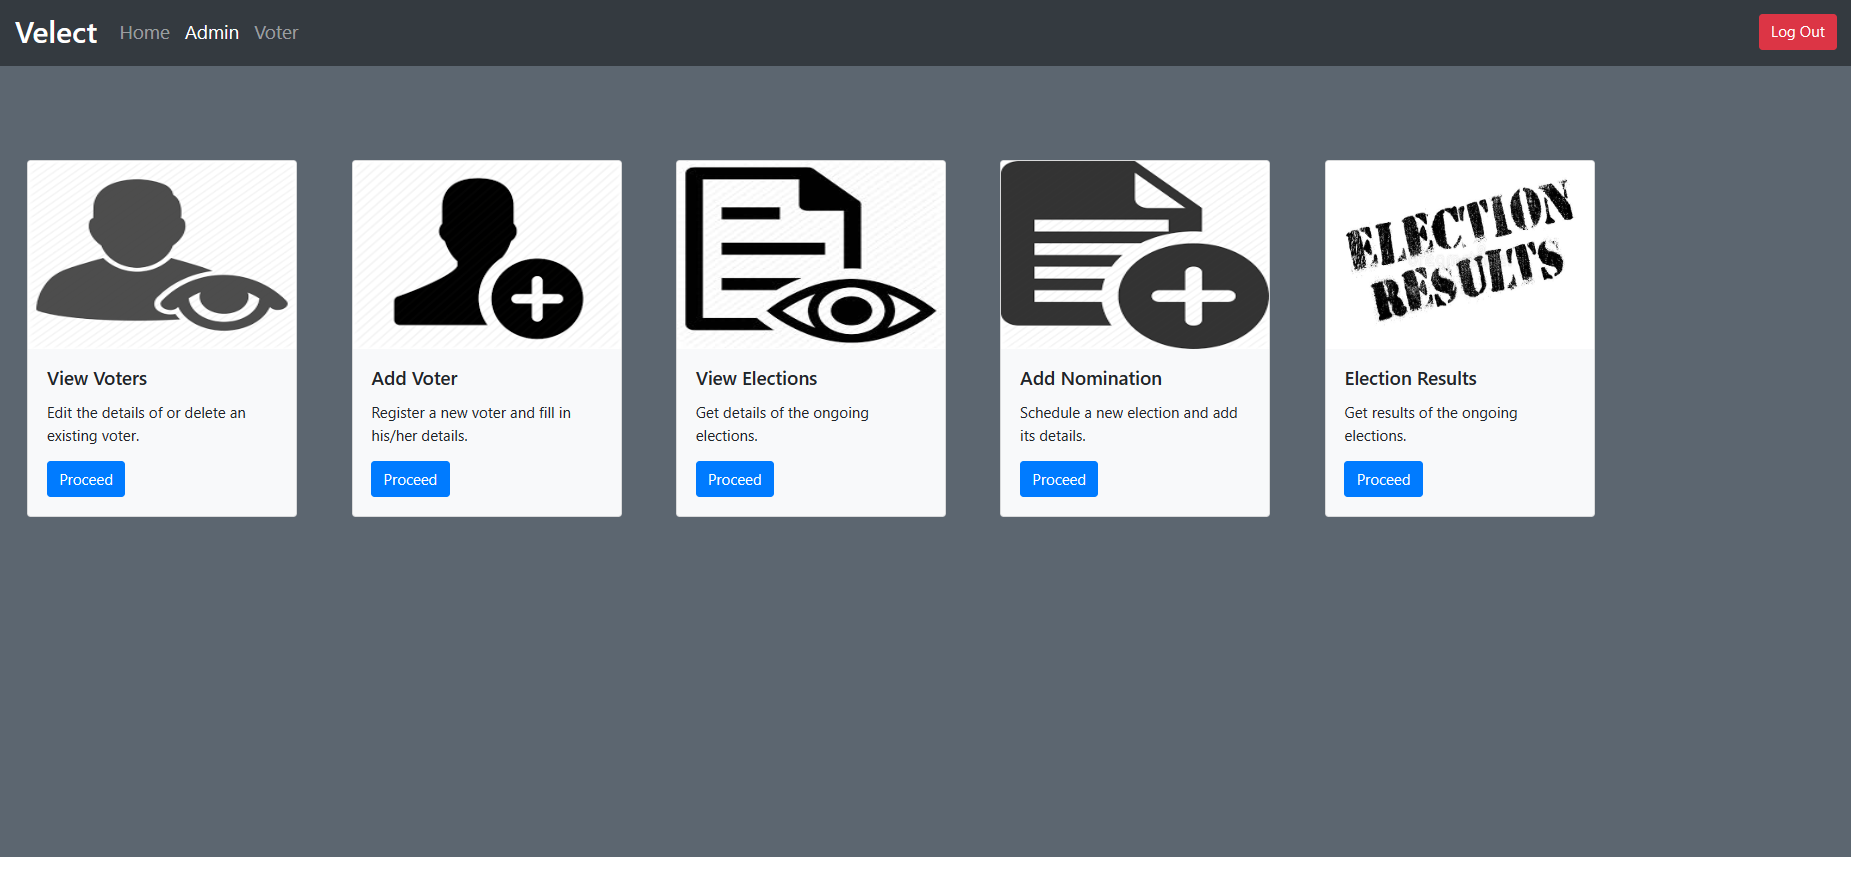 Velect Home Admin Voter Log Out
ELECTION
RESULTS
View Voters
Edit the details of or delete an
existing voter.
Proceed
Add Voter
Register a new voter and fill in
his/her details.
Proceed
View Elections
Get details of the ongoing
elections.
Proceed
Add Nomination
Schedule a new election and add
its details.
Proceed
Election Results
Get results of the ongoing
elections.
Proceed